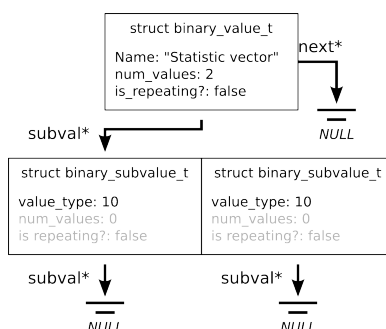 struct binary_value_t
Name: "Statistic vector"
num_values: 2
is_repeating?: false
next*
NULL
subval*
struct binary_subvalue_t
value_type: 10
num_values: 0
is repeating?: false
struct binary_subvalue_t
value_type: 10
num_values: 0
is repeating?: false
subval*
NULL
subval*
NULL